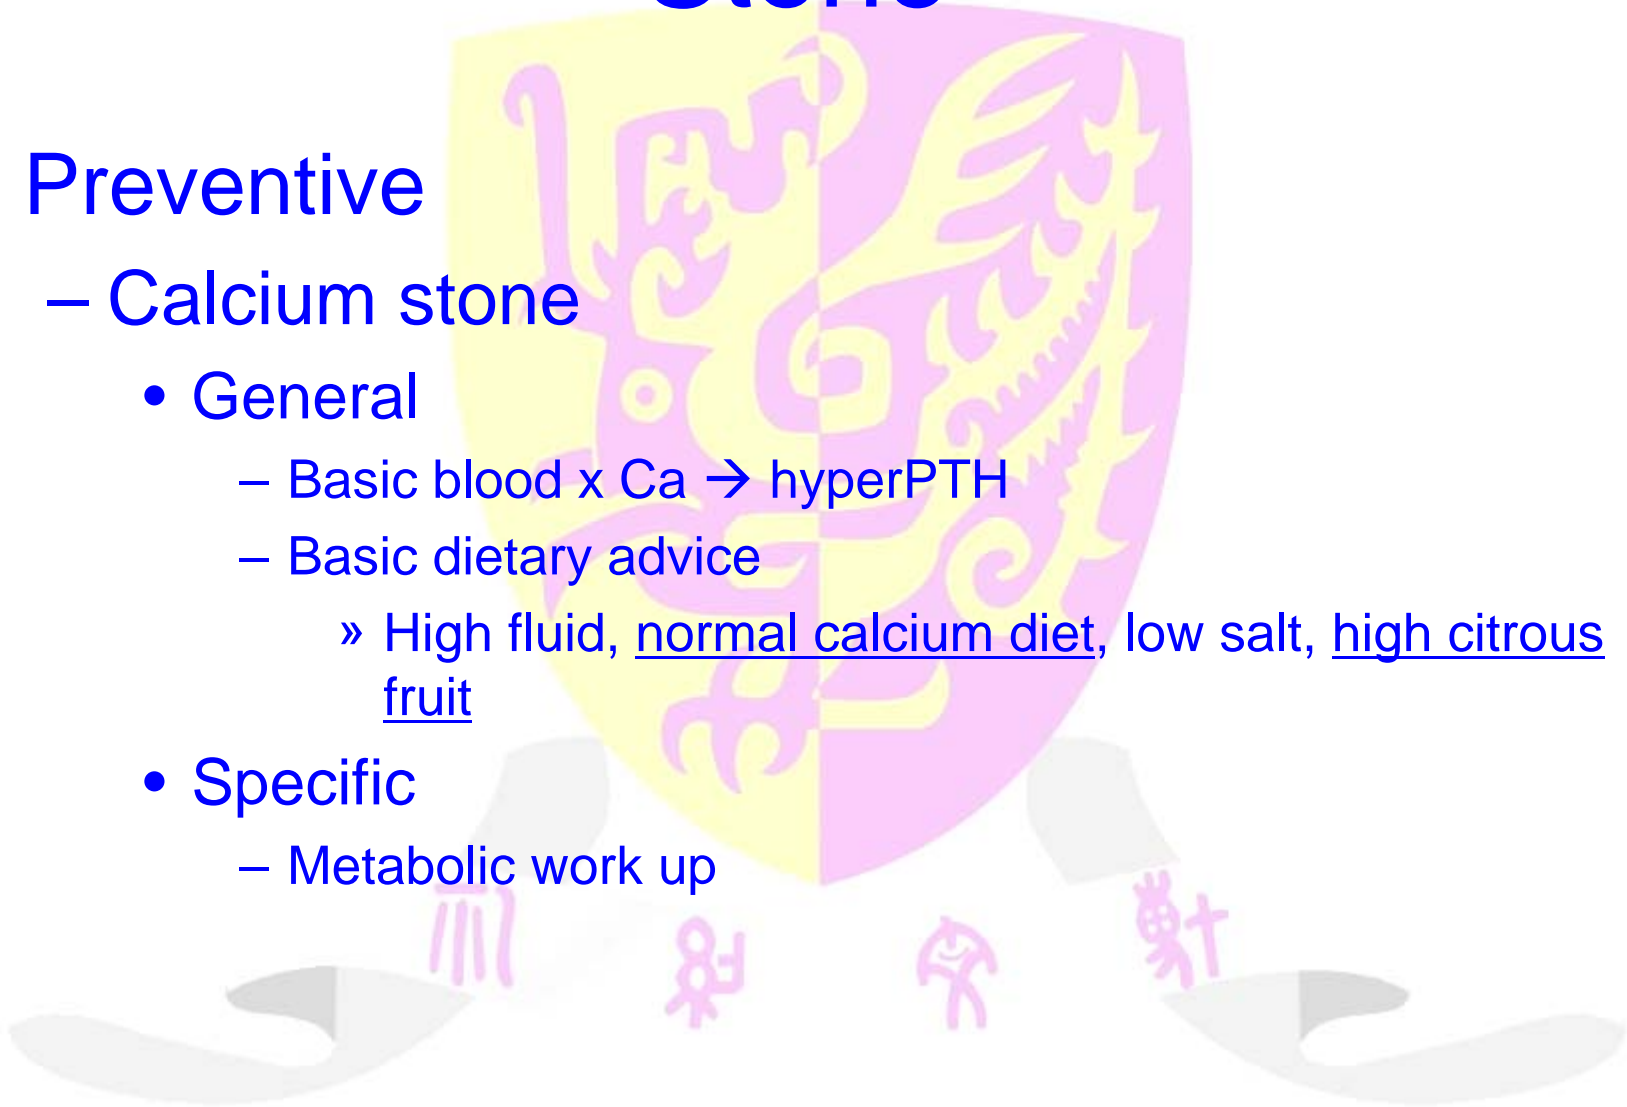 Preventive
– Calcium stone
• General
– Basic blood x Ca → hyperPTH
– Basic dietary advice
» High fluid, normal calcium diet, low salt, high citrous
fruit
• Specific
– Metabolic work up